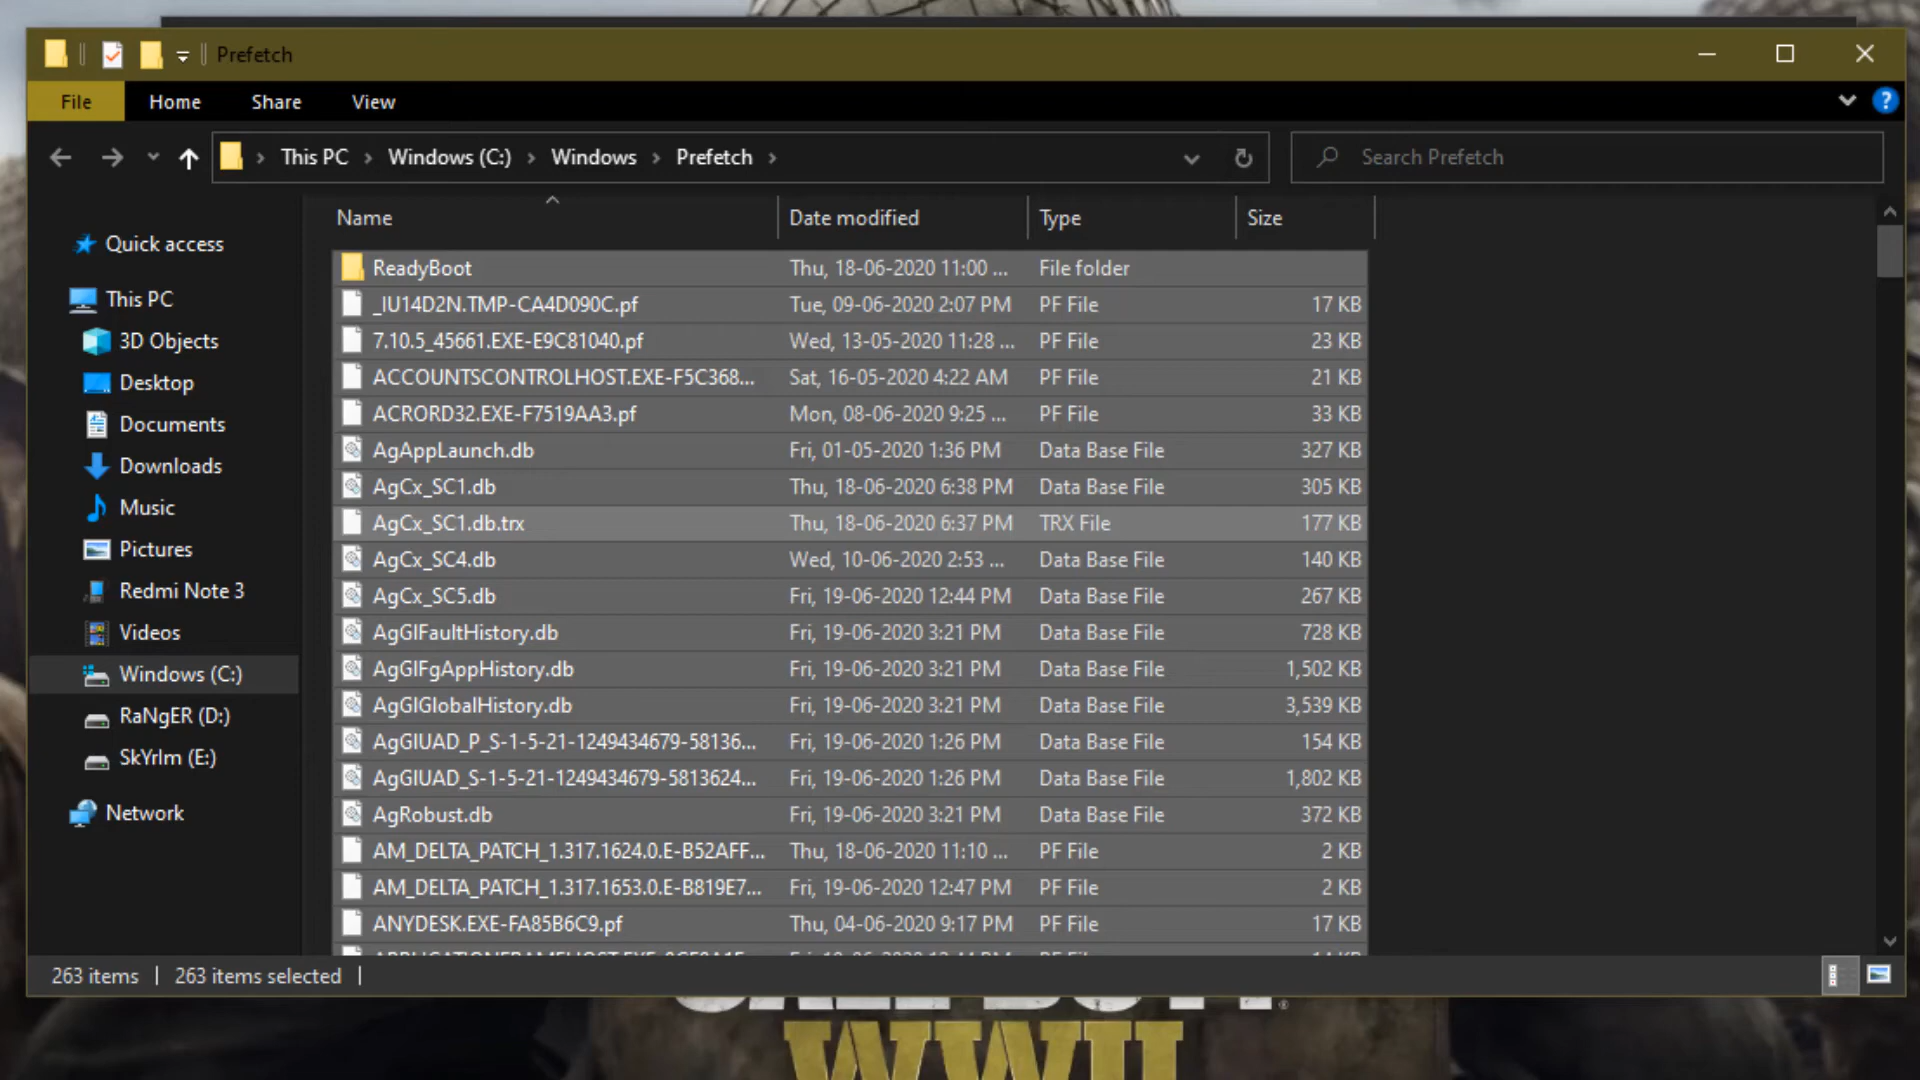 Prefetch
File Home Share View
This PC Windows (C:) Windows Prefetch Search Prefetch
Name Date modified Type Size
Quick access
This PC
3D Objects
Desktop
Documents
Downloads
Music
Pictures
Redmi Note 3
Videos
Windows (C:)
RaNgER (D:)
SkYrIm (E:)
Network
ReadyBoot Thu, 18-06-2020 11:00 ... File folder
_IU14D2N.TMP-CA4D090C.pf Tue, 09-06-2020 2:07 PM PF File 17 KB
7.10.5_45661.EXE-E9C81040.pf Wed, 13-05-2020 11:28 ... PF File 23 KB
ACCOUNTSCONTROLHOST.EXE-F5C368... Sat, 16-05-2020 4:22 AM PF File 21 KB
ACRORD32.EXE-F7519AA3.pf Mon, 08-06-2020 9:25 ... PF File 33 KB
AgAppLaunch.db Fri, 01-05-2020 1:36 PM Data Base File 327 KB
AgCx_SC1.db Thu, 18-06-2020 6:38 PM Data Base File 305 KB
AgCx_SC1.db.trx Thu, 18-06-2020 6:37 PM TRX File 177 KB
AgCx_SC4.db Wed, 10-06-2020 2:53 ... Data Base File 140 KB
AgCx_SC5.db Fri, 19-06-2020 12:44 PM Data Base File 267 KB
AgGlFaultHistory.db Fri, 19-06-2020 3:21 PM Data Base File 728 KB
AgGlFgAppHistory.db Fri, 19-06-2020 3:21 PM Data Base File 1,502 KB
AgGlGlobalHistory.db Fri, 19-06-2020 3:21 PM Data Base File 3,539 KB
AgGlUAD_P_S-1-5-21-1249434679-58136... Fri, 19-06-2020 1:26 PM Data Base File 154 KB
AgGlUAD_S-1-5-21-1249434679-5813624... Fri, 19-06-2020 1:26 PM Data Base File 1,802 KB
AgRobust.db Fri, 19-06-2020 3:21 PM Data Base File 372 KB
AM_DELTA_PATCH_1.317.1624.0.E-B52AFF... Thu, 18-06-2020 11:10 ... PF File 2 KB
AM_DELTA_PATCH_1.317.1653.0.E-B819E7... Fri, 19-06-2020 12:47 PM PF File 2 KB
ANYDESK.EXE-FA85B6C9.pf Thu, 04-06-2020 9:17 PM PF File 17 KB
263 items 263 items selected
WWII